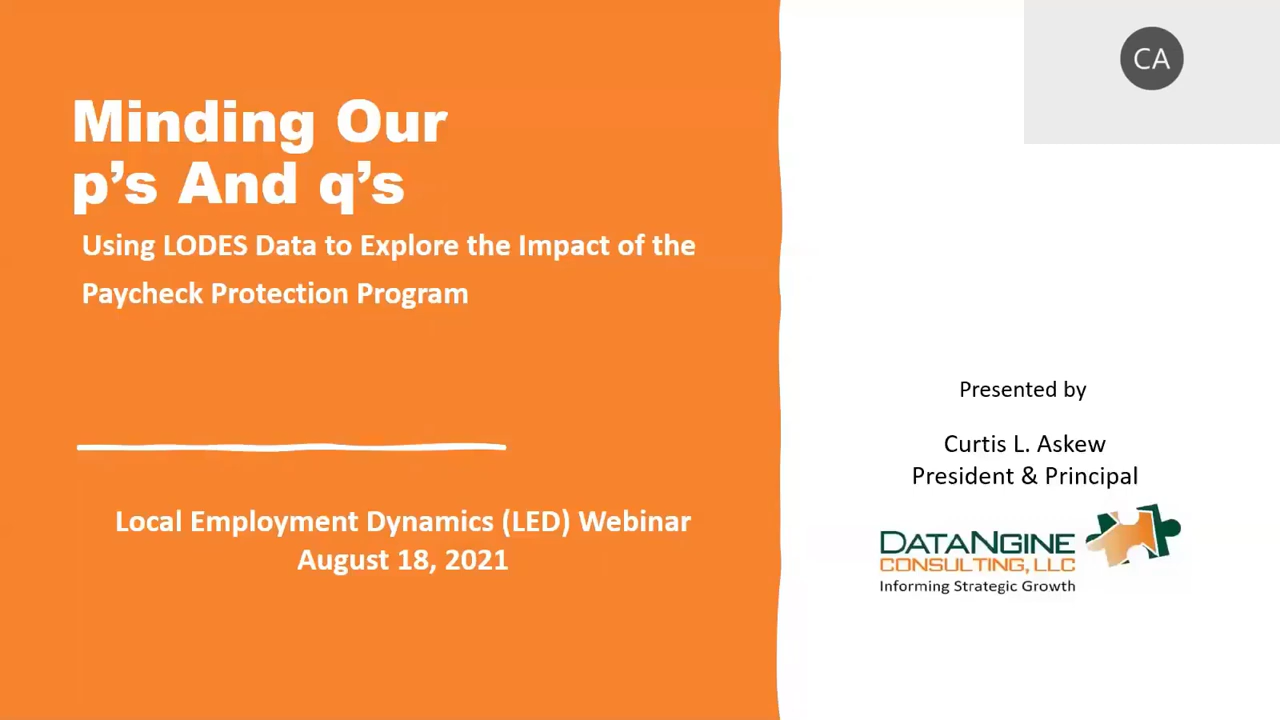 CA
Minding Our
p’s And q’s
Using LODES Data to Explore the Impact of the
Paycheck Protection Program
Local Employment Dynamics (LED) Webinar
August 18, 2021
Presented by
Curtis L. Askew
President & Principal
DATANGINE
CONSULTING, LLC
Informing Strategic Growth